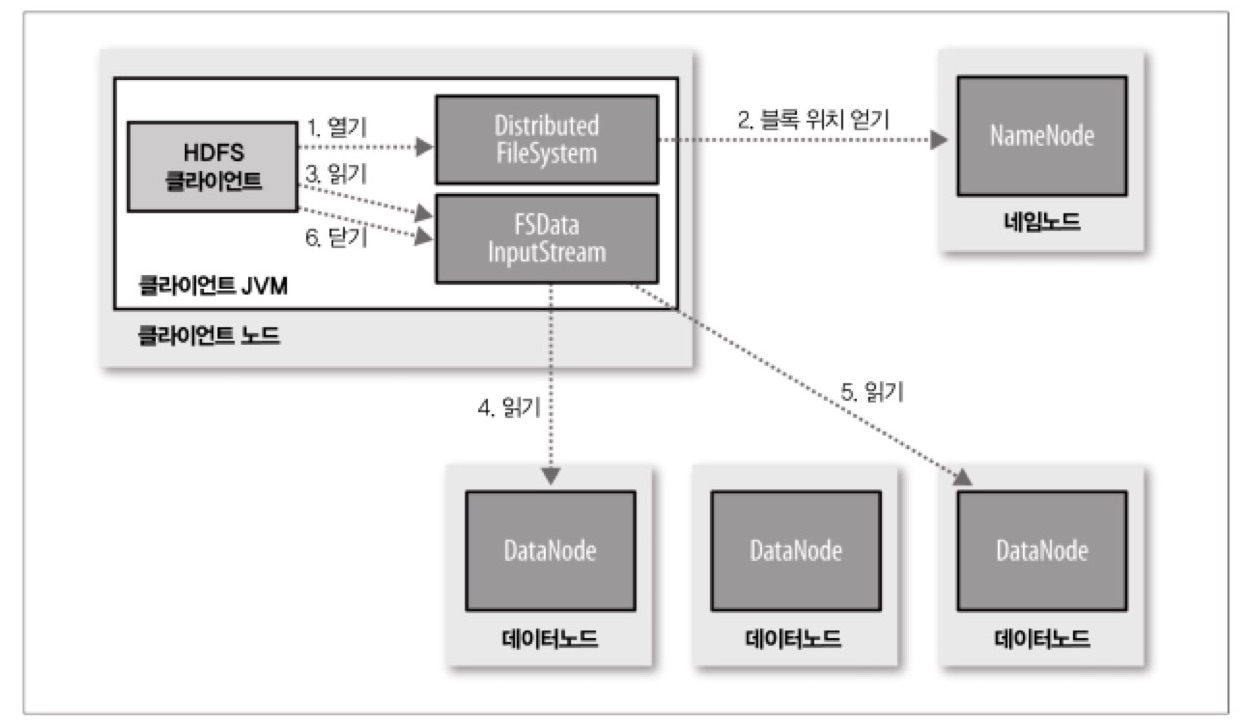 HDFS
클라이언트
1. 열기
3. 읽기
6. 닫기
Distributed
FileSystem
FSData
InputStream
클라이언트 JVM
클라이언트 노드
2. 블록 위치 얻기
NameNode
네임노드
4. 읽기
5. 읽기
DataNode
데이터노드
DataNode
데이터노드
DataNode
데이터노드